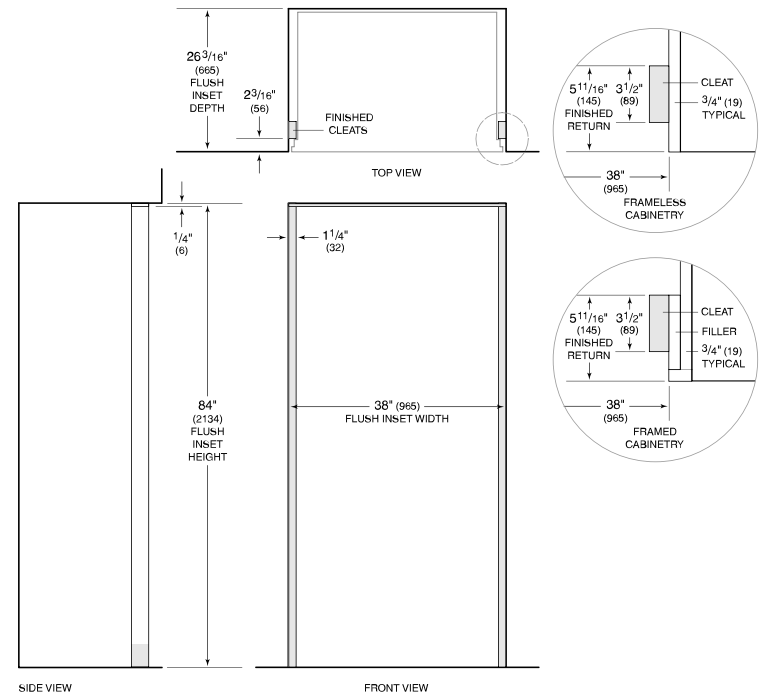 26 3/16"
(665)
FLUSH
INSET
DEPTH
2 3/16"
(56)
FINISHED
CLEATS
TOP VIEW
5 11/16"
(145)
FINISHED
RETURN
3 1/2"
(89)
CLEAT
3/4" (19)
TYPICAL
38"
(965)
FRAMELESS
CABINETRY
1/4"
(6)
1 1/4"
(32)
5 11/16"
(145)
FINISHED
RETURN
3 1/2"
(89)
CLEAT
FILLER
3/4" (19)
TYPICAL
38"
(965)
FRAMED
CABINETRY
84"
(2134)
FLUSH
INSET
HEIGHT
38" (965)
FLUSH INSET WIDTH
SIDE VIEW
FRONT VIEW